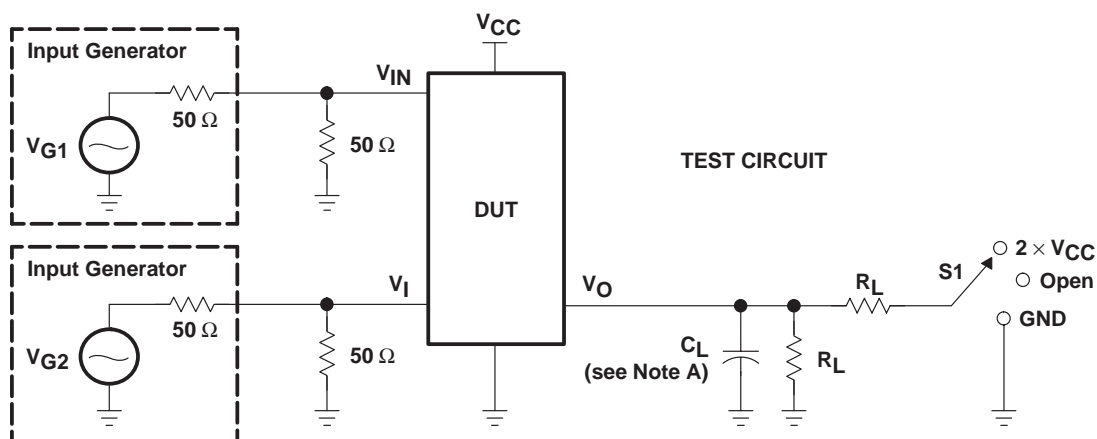 Input Generator
VG1
50 Ω
50 Ω
VIN
VCC
DUT
TEST CIRCUIT
Input Generator
VG2
50 Ω
50 Ω
VI
VO
CL
(see Note A)
RL
RL
S1
2 × VCC
Open
GND